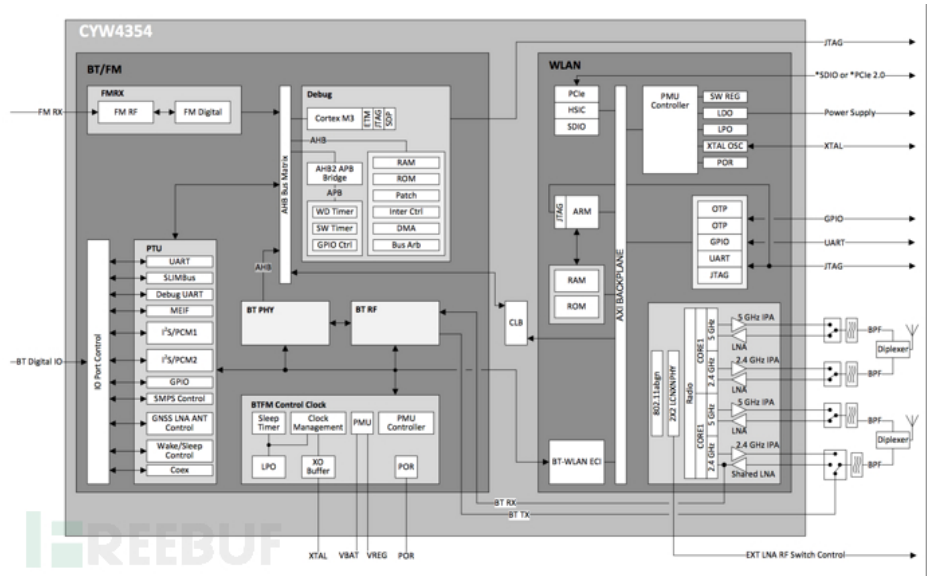 CYW4354
BT/FM
FMRX
FM RX
FM RF
FM Digital
AHB Bus Matrix
Debug
Cortex M3
ETM
JTAG
SDP
AHB
AHB2 APB
Bridge
APB
WD Timer
SW Timer
GPIO Ctrl
RAM
ROM
Patch
Inter Ctrl
DMA
Bus Arb
BT Digital IO
IO Port Control
PTU
UART
SLIMBus
Debug UART
MEIF
I²S/PCM1
I²S/PCM2
GPIO
SMPS Control
GNSS LNA ANT
Control
Wake/Sleep
Control
Coex
AHB
BT PHY
BT RF
BTFM Control Clock
Sleep
Timer
Clock
Management
PMU
PMU
Controller
LPO
XO
Buffer
POR
XTAL
VBAT
VREG
POR
CLB
WLAN
PCIe
HSIC
SDIO
AXI BACKPLANE
PMU
Controller
SW REG
LDO
LPO
XTAL OSC
POR
JTAG
ARM
RAM
ROM
OTP
OTP
GPIO
UART
JTAG
BT-WLAN ECI
802.11abgn
2X2 LCNXNPHY
Radio
CORE1
5 GHz
2.4 GHz
CORE1
5 GHz
2.4 GHz
5 GHz IPA
LNA
2.4 GHz IPA
LNA
5 GHz IPA
LNA
2.4 GHz IPA
Shared LNA
BPF
Diplexer
BPF
BPF
Diplexer
BPF
BT RX
BT TX
JTAG
*SDIO or *PCIe 2.0
Power Supply
XTAL
GPIO
UART
JTAG
EXT LNA RF Switch Control
FREEBUF